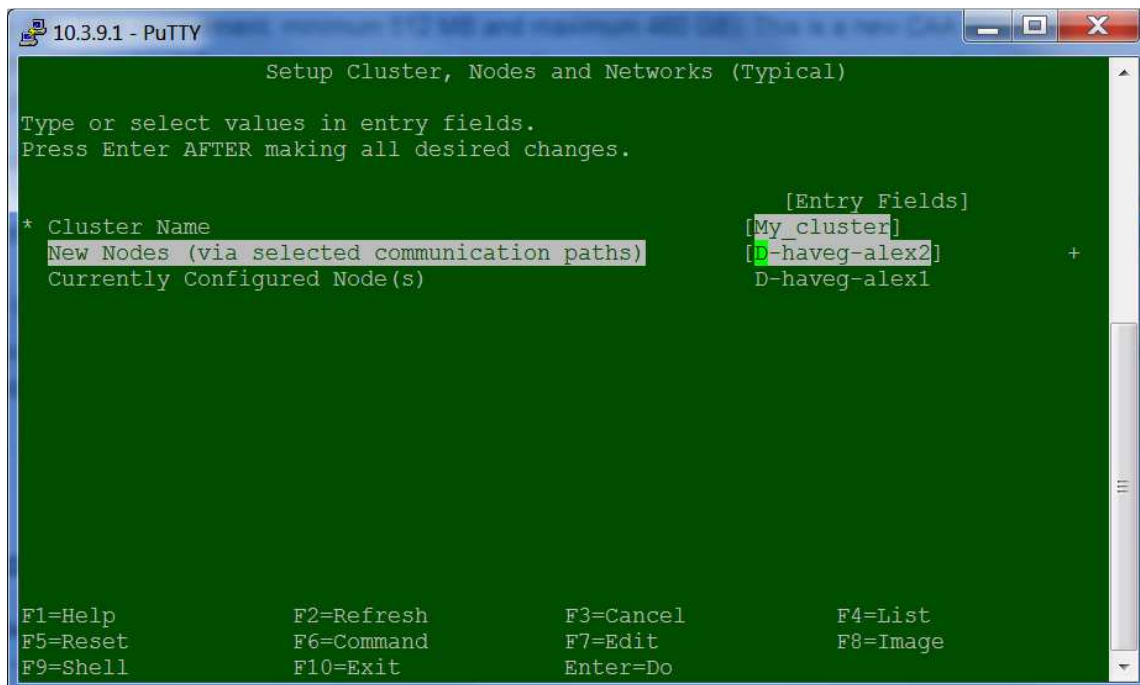 10.3.9.1 - PuTTY
Setup Cluster, Nodes and Networks (Typical)
Type or select values in entry fields.
Press Enter AFTER making all desired changes.
[Entry Fields]
* Cluster Name [My_cluster]
New Nodes (via selected communication paths) [D-haveg-alex2] +
Currently Configured Node(s) D-haveg-alex1
F1=Help F2=Refresh F3=Cancel F4=List
F5=Reset F6=Command F7=Edit F8=Image
F9=Shell F10=Exit Enter=Do